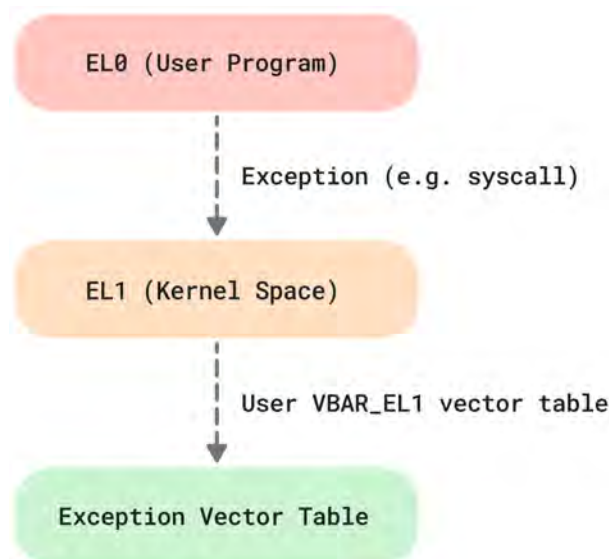 EL0 (User Program)
Exception (e.g. syscall)
EL1 (Kernel Space)
User VBAR_EL1 vector table
Exception Vector Table